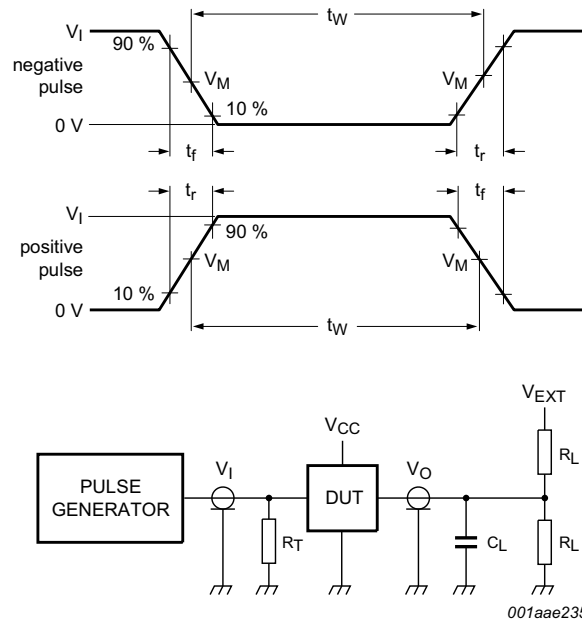 V_I
90 %
negative
pulse
V_M
10 %
0 V
t_f
t_W
V_M
t_r
V_I
t_r
90 %
positive
pulse
V_M
10 %
0 V
t_W
t_f
V_M
V_EXT
V_CC
R_L
PULSE
GENERATOR
V_I
DUT
V_O
R_T
C_L
R_L
001aae235